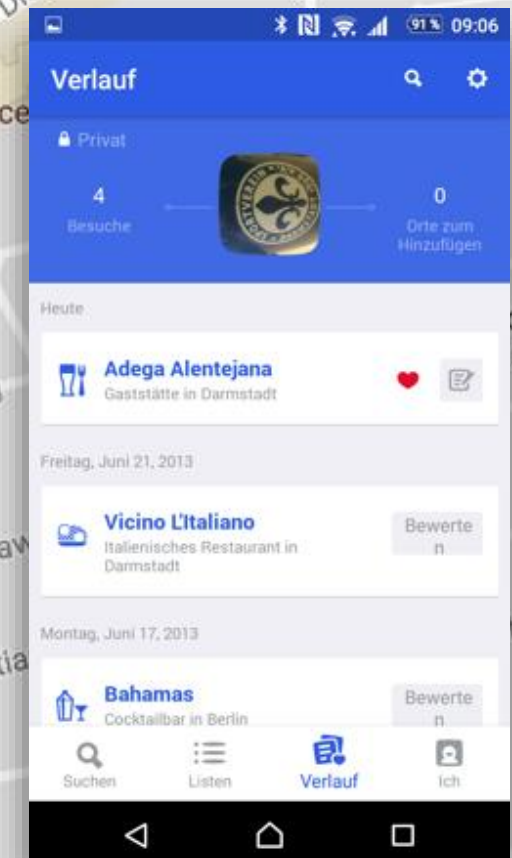 91 % 09:06
Verlauf
Privat
4
Besuche
0
Orte zum
Hinzufügen
SPORTVEREIN
Heute
Adega Alentejana
Gaststätte in Darmstadt
Freitag, Juni 21, 2013
Vicino L'Italiano
Italienisches Restaurant in
Darmstadt
Bewerte
n
Montag, Juni 17, 2013
Bahamas
Cocktailbar in Berlin
Bewerte
n
Suchen
Listen
Verlauf
Ich